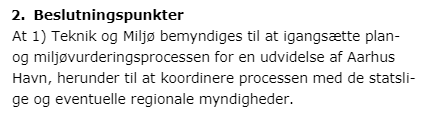 2. Beslutningspunkter
At 1) Teknik og Miljø bemyndiges til at igangsætte plan-
og miljøvurderingsprocessen for en udvidelse af Aarhus
Havn, herunder til at koordinere processen med de statsli-
ge og eventuelle regionale myndigheder.